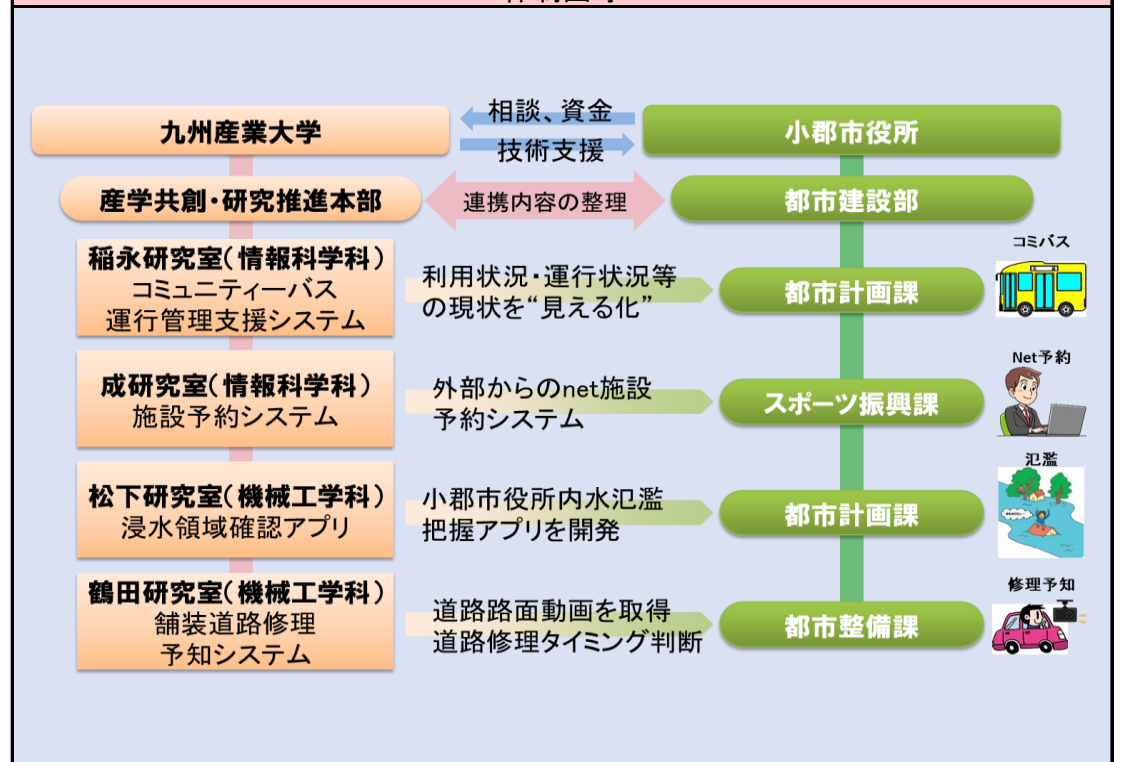 九州産業大学
相談、資金
技術支援
小郡市役所
産学共創・研究推進本部
連携内容の整理
都市建設部
稲永研究室(情報科学科)
コミュニティーバス
運行管理支援システム
利用状況・運行状況等
の現状を“見える化”
都市計画課
コミバス
成研究室(情報科学科)
施設予約システム
外部からのnet施設
予約システム
スポーツ振興課
Net予約
松下研究室(機械工学科)
浸水領域確認アプリ
小郡市役所内水氾濫
把握アプリを開発
都市計画課
氾濫
鶴田研究室(機械工学科)
舗装道路修理
予知システム
道路路面動画を取得
道路修理タイミング判断
都市整備課
修理予知